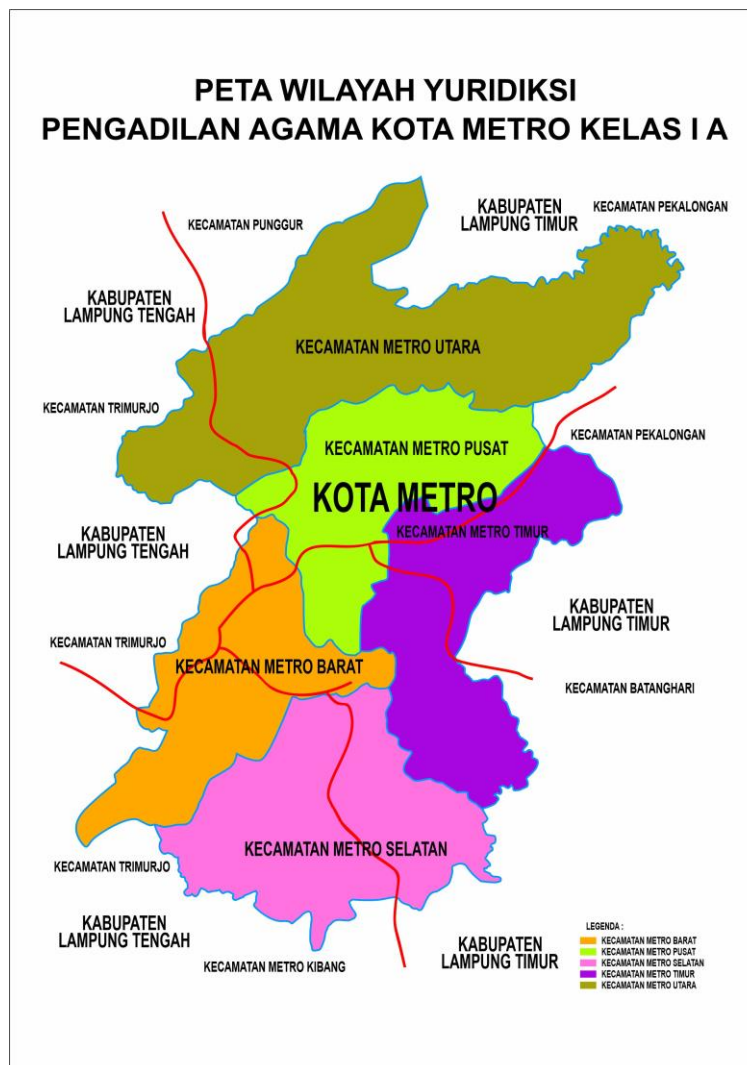 PETA WILAYAH YURIDIKSI
PENGADILAN AGAMA KOTA METRO KELAS I A
KECAMATAN PUNGGUR
KABUPATEN
LAMPUNG TIMUR
KECAMATAN PEKALONGAN
KABUPATEN
LAMPUNG TENGAH
KECAMATAN METRO UTARA
KECAMATAN TRIMURJO
KECAMATAN METRO PUSAT
KECAMATAN PEKALONGAN
KOTA METRO
KABUPATEN
LAMPUNG TENGAH
KECAMATAN METRO TIMUR
KABUPATEN
LAMPUNG TIMUR
KECAMATAN TRIMURJO
KECAMATAN METRO BARAT
KECAMATAN BATANGHARI
KECAMATAN METRO SELATAN
KECAMATAN TRIMURJO
KABUPATEN
LAMPUNG TENGAH
KECAMATAN METRO KIBANG
KABUPATEN
LAMPUNG TIMUR
LEGENDA :
KECAMATAN METRO BARAT
KECAMATAN METRO PUSAT
KECAMATAN METRO SELATAN
KECAMATAN METRO TIMUR
KECAMATAN METRO UTARA